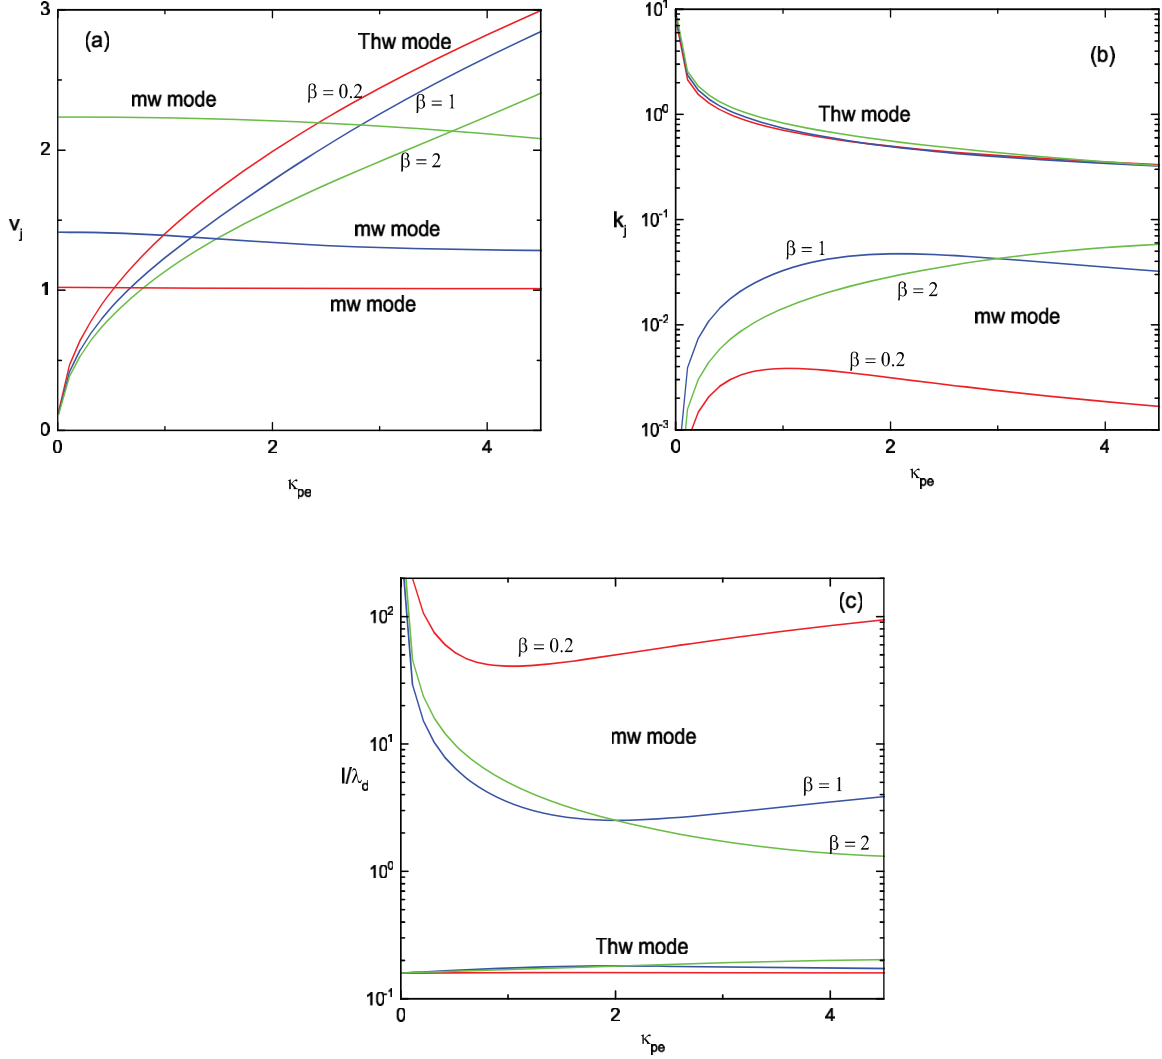 (a)
Thw mode
mw mode
β = 0.2
β = 1
β = 2
mw mode
mw mode
3
2
1
0
v_j
0
2
4
κ_pe
(b)
Thw mode
β = 1
β = 2
mw mode
β = 0.2
10^1
10^0
10^-1
10^-2
10^-3
k_j
0
2
4
κ_pe
(c)
β = 0.2
mw mode
β = 1
β = 2
Thw mode
10^2
10^1
10^0
10^-1
l/λ_d
0
2
4
κ_pe